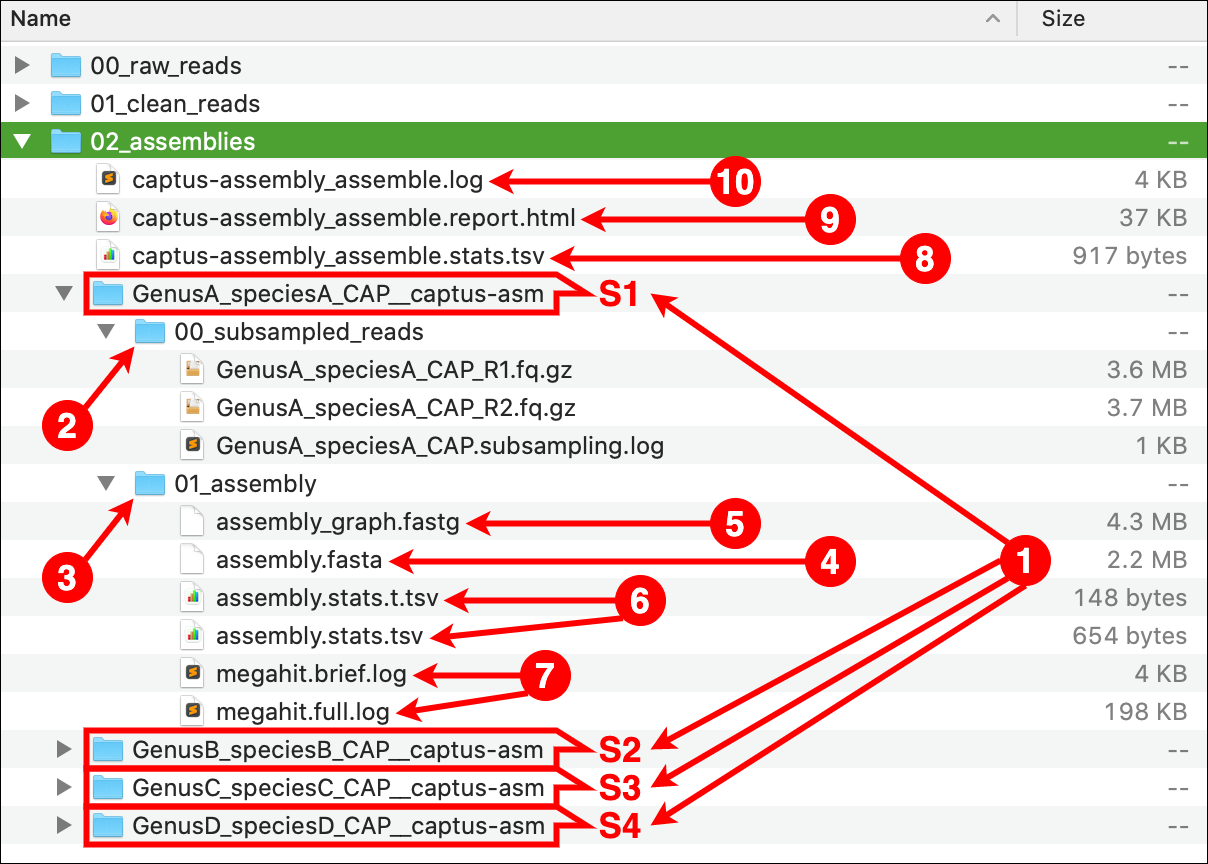 Name Size
00_raw_reads --
01_clean_reads --
02_assemblies --
captus-assembly_assemble.log 10 4 KB
captus-assembly_assemble.report.html 9 37 KB
captus-assembly_assemble.stats.tsv 8 917 bytes
GenusA_speciesA_CAP__captus-asm S1 --
00_subsampled_reads --
GenusA_speciesA_CAP_R1.fq.gz 3.6 MB
2 GenusA_speciesA_CAP_R2.fq.gz 3.7 MB
GenusA_speciesA_CAP.subsampling.log 1 KB
01_assembly --
assembly_graph.fastg 5 4.3 MB
3 assembly.fasta 4 1 2.2 MB
assembly.stats.t.tsv 6 148 bytes
assembly.stats.tsv 654 bytes
megahit.brief.log 7 4 KB
megahit.full.log 198 KB
GenusB_speciesB_CAP__captus-asm S2 --
GenusC_speciesC_CAP__captus-asm S3 --
GenusD_speciesD_CAP__captus-asm S4 --